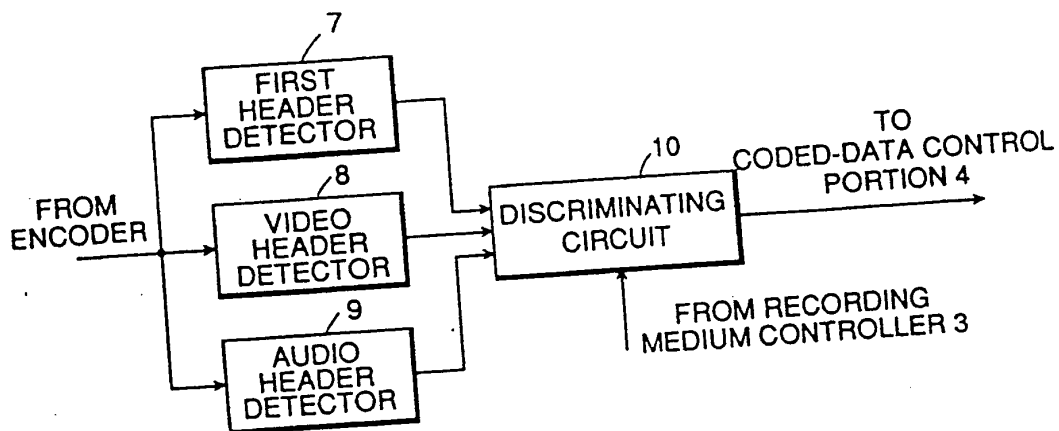 7
FIRST
HEADER
DETECTOR
FROM
ENCODER
8
VIDEO
HEADER
DETECTOR
9
AUDIO
HEADER
DETECTOR
10
DISCRIMINATING
CIRCUIT
TO
CODED-DATA CONTROL
PORTION 4
FROM RECORDING
MEDIUM CONTROLLER 3